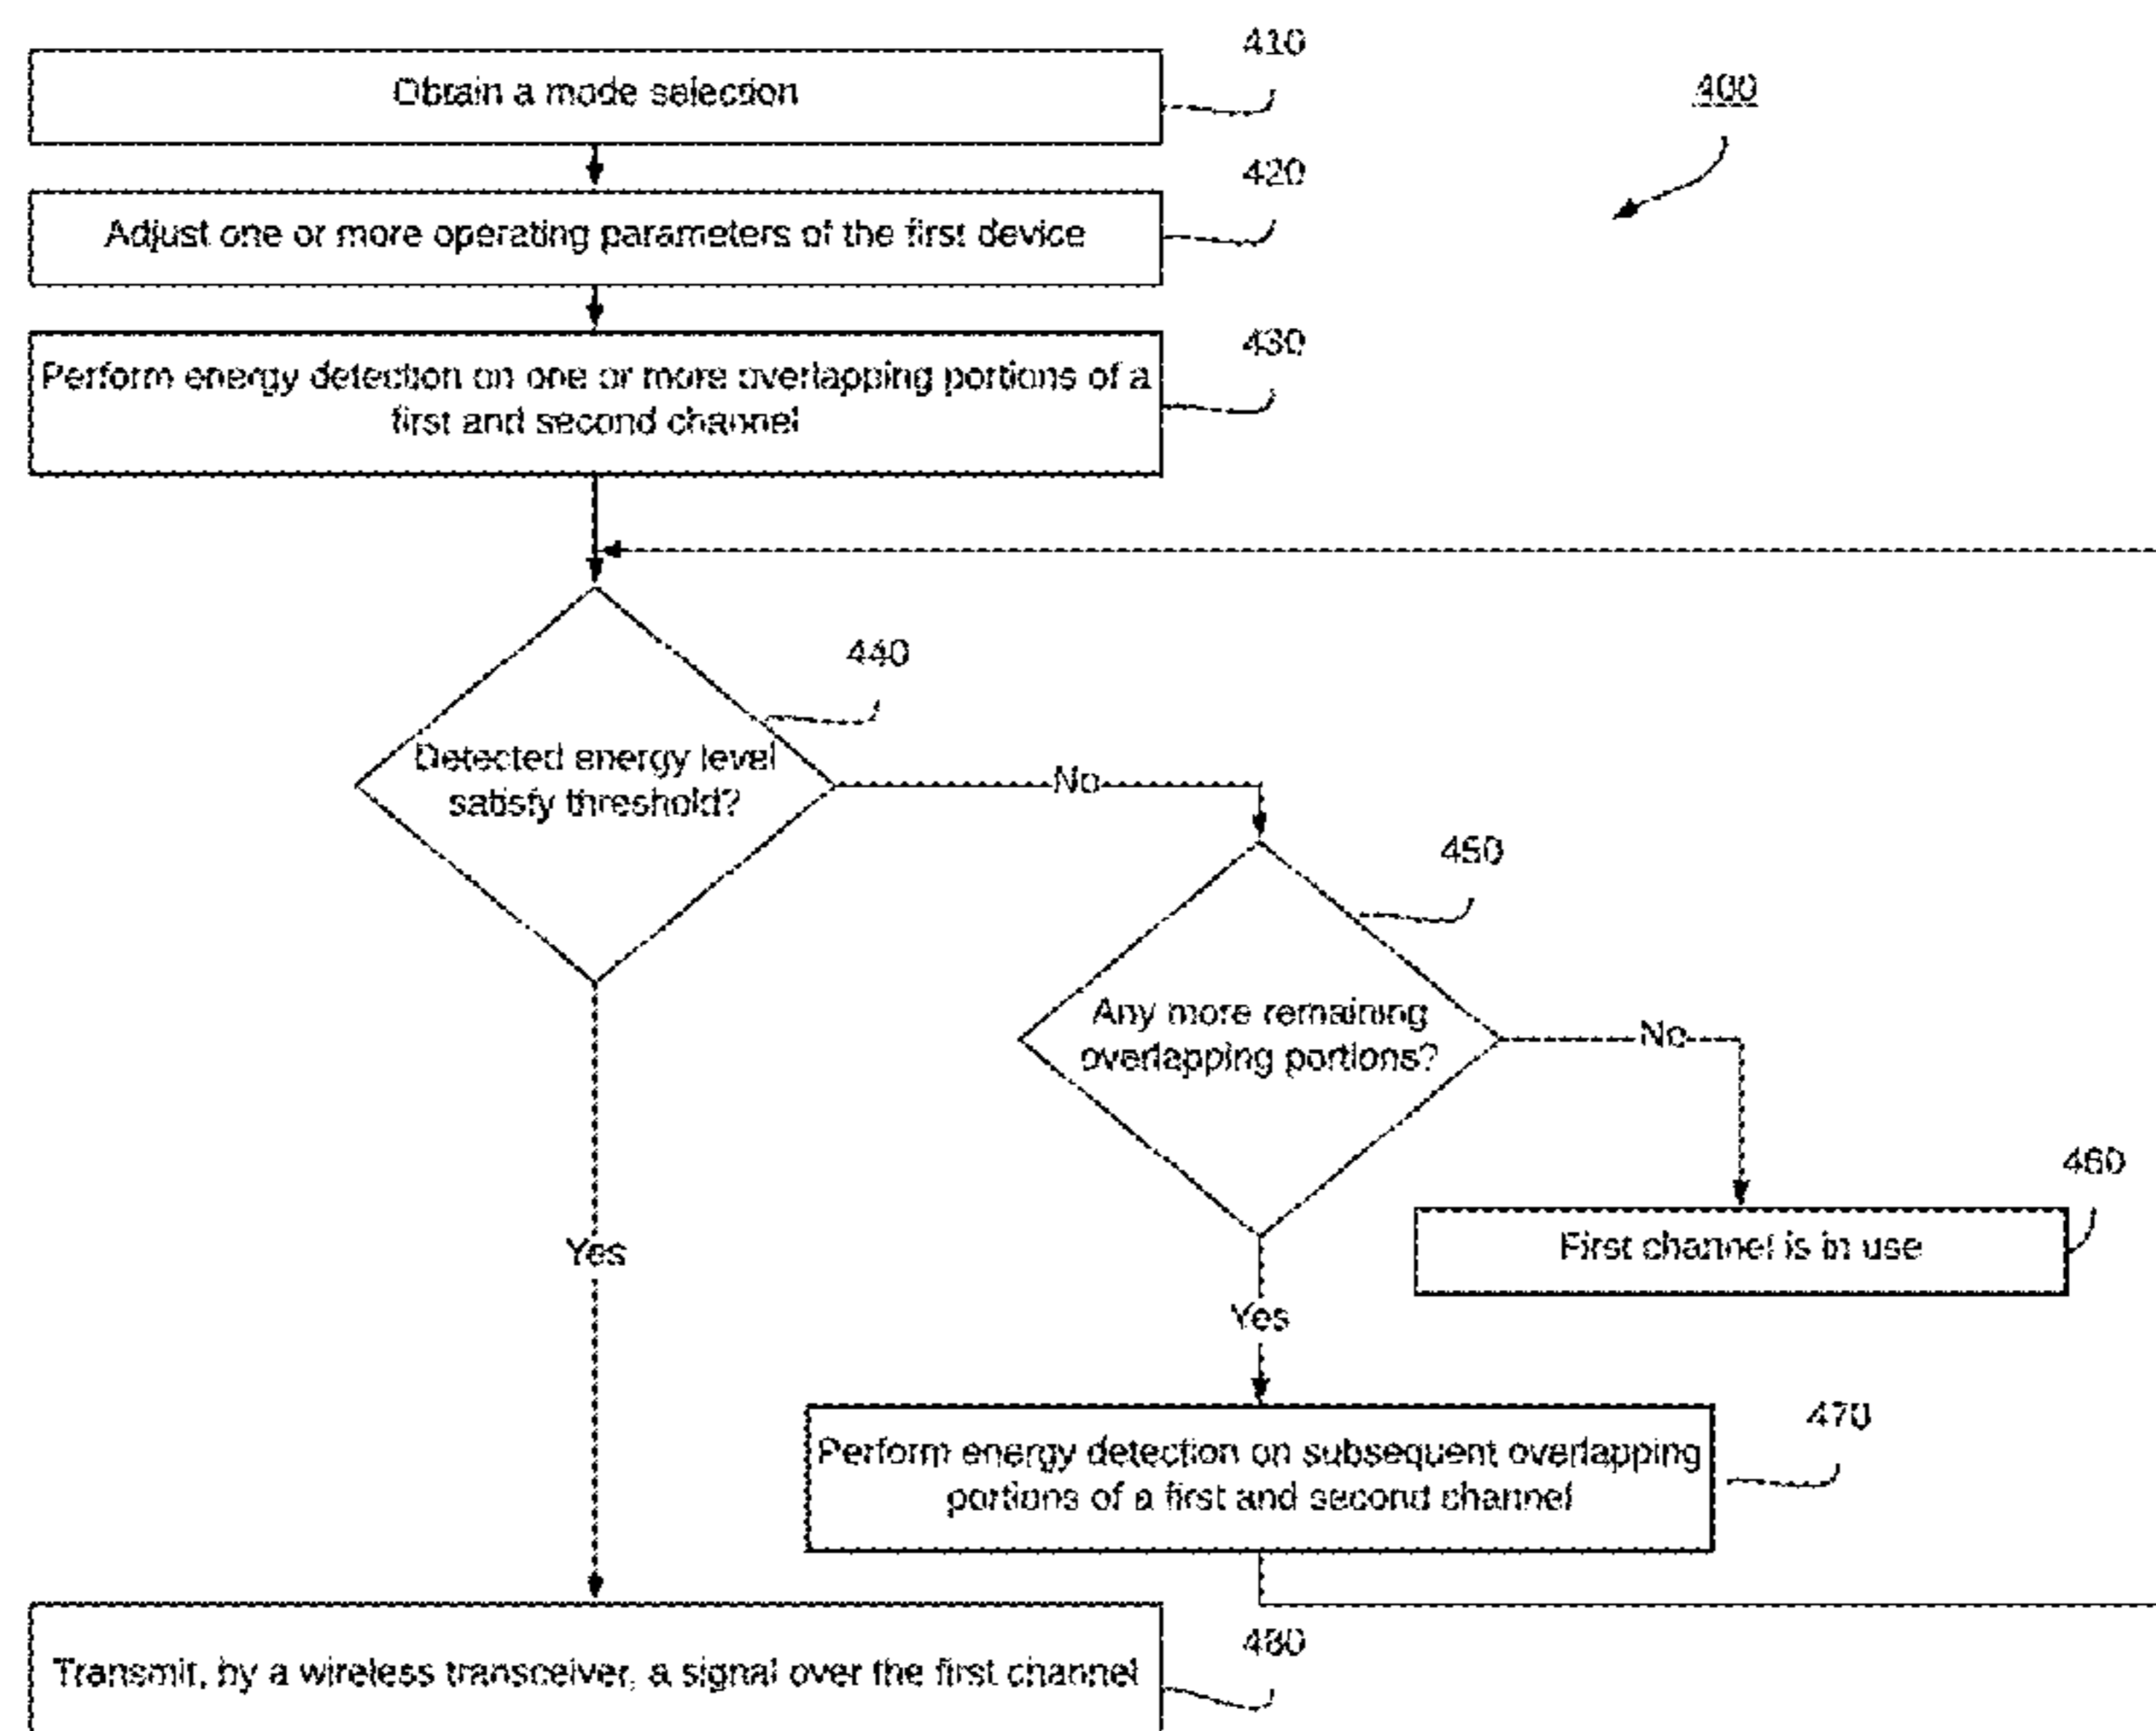 410
Obtain a mode selection
400
420
Adjust one or more operating parameters of the first device
430
Perform energy detection on one or more overlapping portions of a
first and second channel
440
Detected energy level
satisfy threshold?
No
450
Any more remaining
overlapping portions?
No
460
First channel is in use
Yes
Yes
470
Perform energy detection on subsequent overlapping
portions of a first and second channel
480
Transmit, by a wireless transceiver, a signal over the first channel